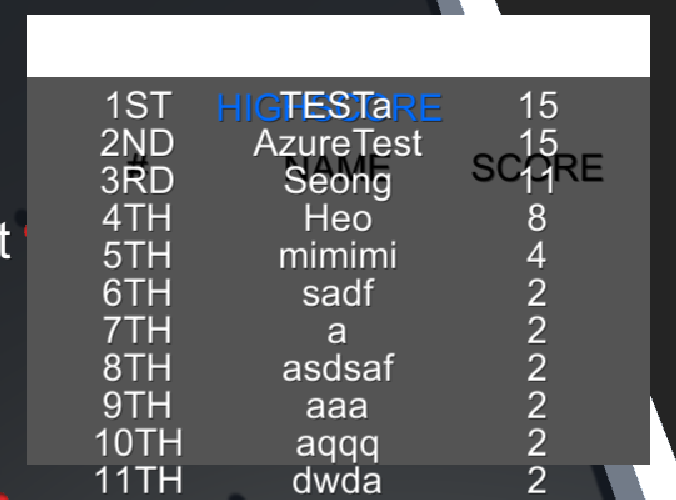 HIGHSCORE
# NAME SCORE
1ST TESTa 15
2ND AzureTest 15
3RD Seong 11
4TH Heo 8
5TH mimimi 4
6TH sadf 2
7TH a 2
8TH asdsaf 2
9TH aaa 2
10TH aqqq 2
11TH dwda 2
t